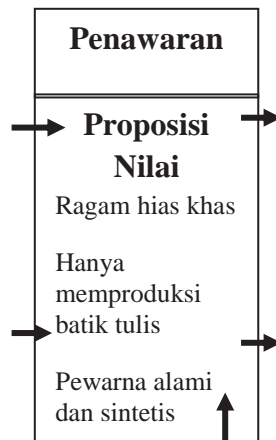 Penawaran
Proposisi
Nilai
Ragam hias khas
Hanya
memproduksi
batik tulis
Pewarna alami
dan sintetis